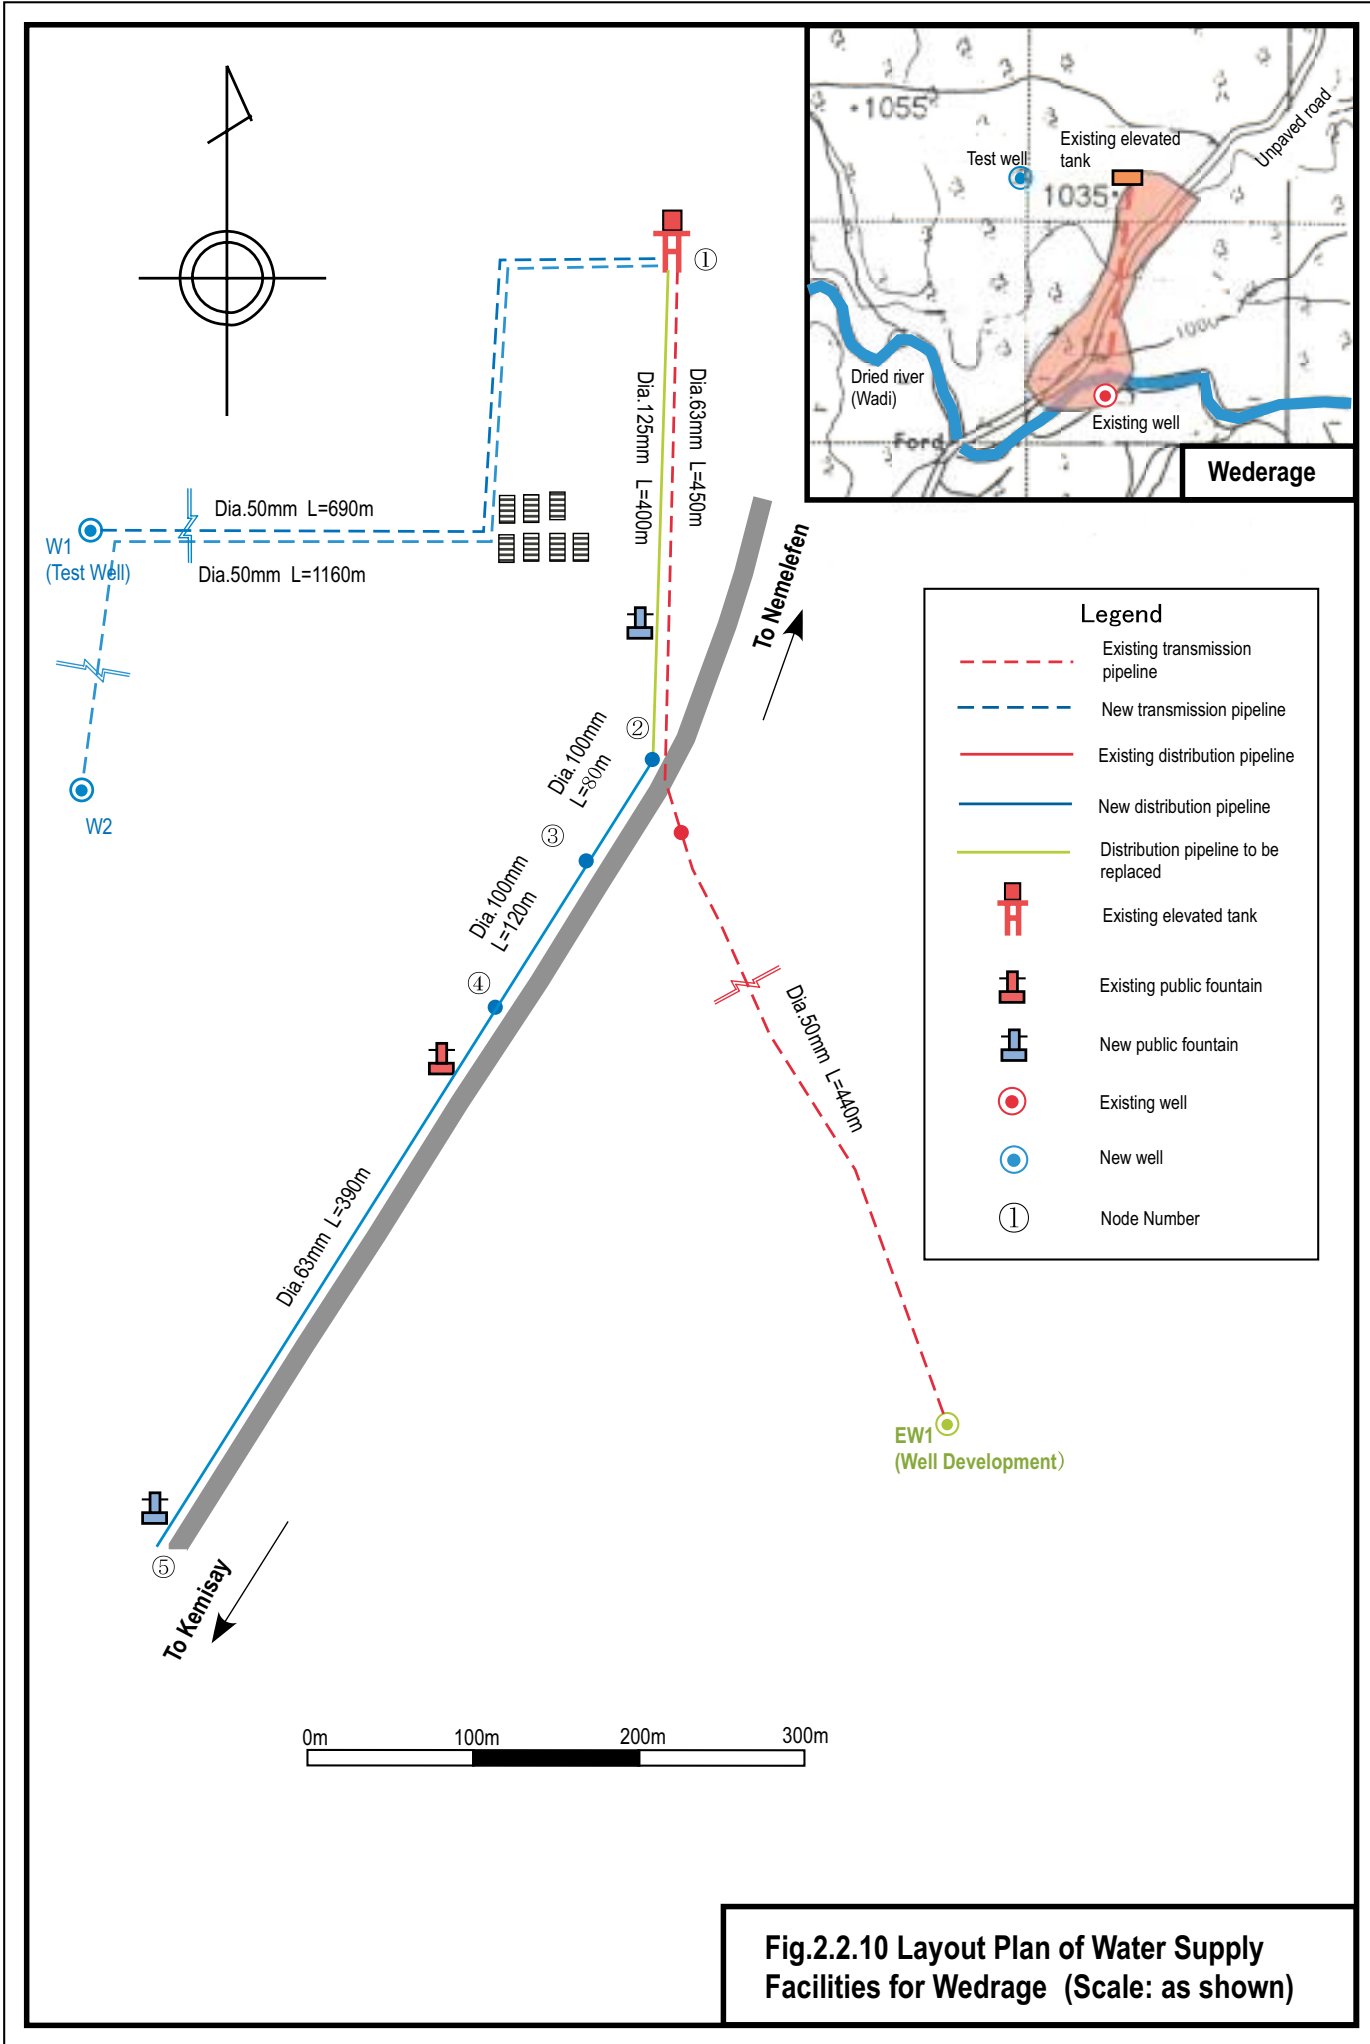 ·1055
Existing elevated
tank
Unpaved road
Test well
1035·
1000
Dried river
(Wadi)
Ford
Existing well
Wederage
①
Dia.125mm L=400m
Dia.63mm L=450m
Dia.50mm L=690m
W1
(Test Well)
Dia.50mm L=1160m
W2
To Nemelefen
②
Dia.100mm
L=80m
③
Dia.100mm
L=120m
④
Dia.50mm L=440m
Dia.63mm L=390m
EW1
(Well Development)
⑤
To Kemisay
Legend
Existing transmission
pipeline
New transmission pipeline
Existing distribution pipeline
New distribution pipeline
Distribution pipeline to be
replaced
Existing elevated tank
Existing public fountain
New public fountain
Existing well
New well
① Node Number
0m 100m 200m 300m
Fig.2.2.10 Layout Plan of Water Supply
Facilities for Wedrage (Scale: as shown)